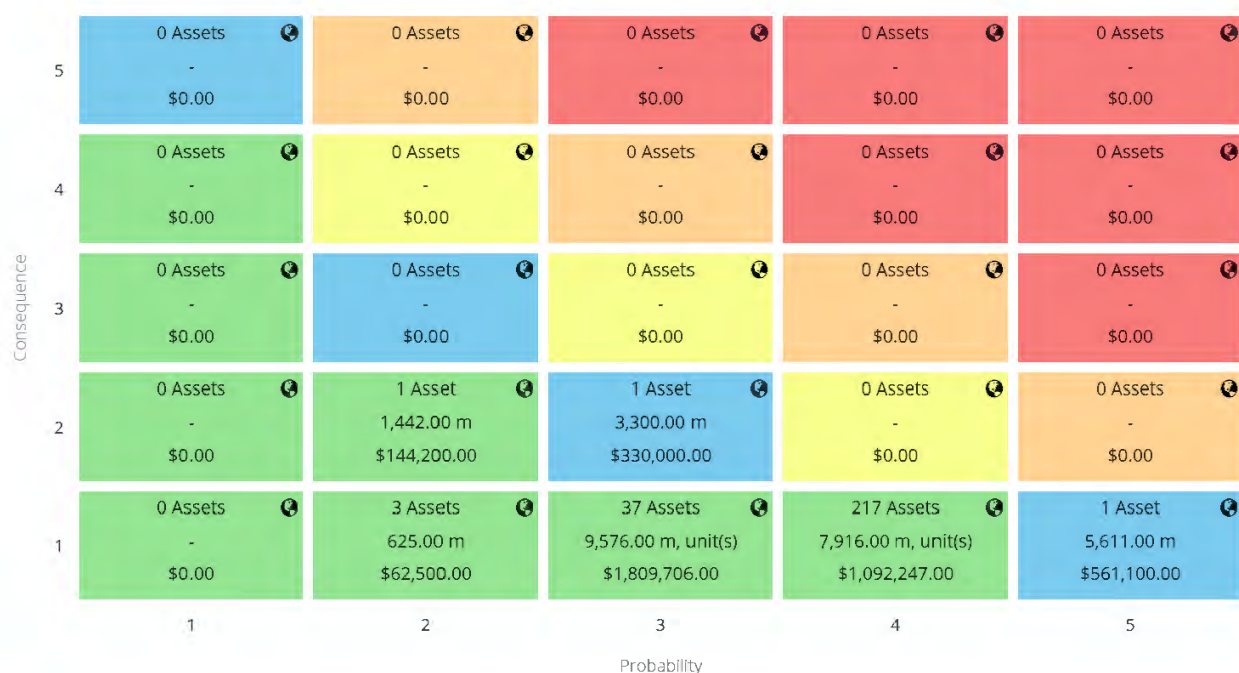 0 Assets 0 Assets 0 Assets 0 Assets 0 Assets
5 - - - - -
$0.00 $0.00 $0.00 $0.00 $0.00
0 Assets 0 Assets 0 Assets 0 Assets 0 Assets
4 - - - - -
$0.00 $0.00 $0.00 $0.00 $0.00
Consequence
0 Assets 0 Assets 0 Assets 0 Assets 0 Assets
3 - - - - -
$0.00 $0.00 $0.00 $0.00 $0.00
0 Assets 1 Asset 1 Asset 0 Assets 0 Assets
2 - 1,442.00 m 3,300.00 m - -
$0.00 $144,200.00 $330,000.00 $0.00 $0.00
0 Assets 3 Assets 37 Assets 217 Assets 1 Asset
1 - 625.00 m 9,576.00 m, unit(s) 7,916.00 m, unit(s) 5,611.00 m
$0.00 $62,500.00 $1,809,706.00 $1,092,247.00 $561,100.00
1 2 3 4 5
Probability